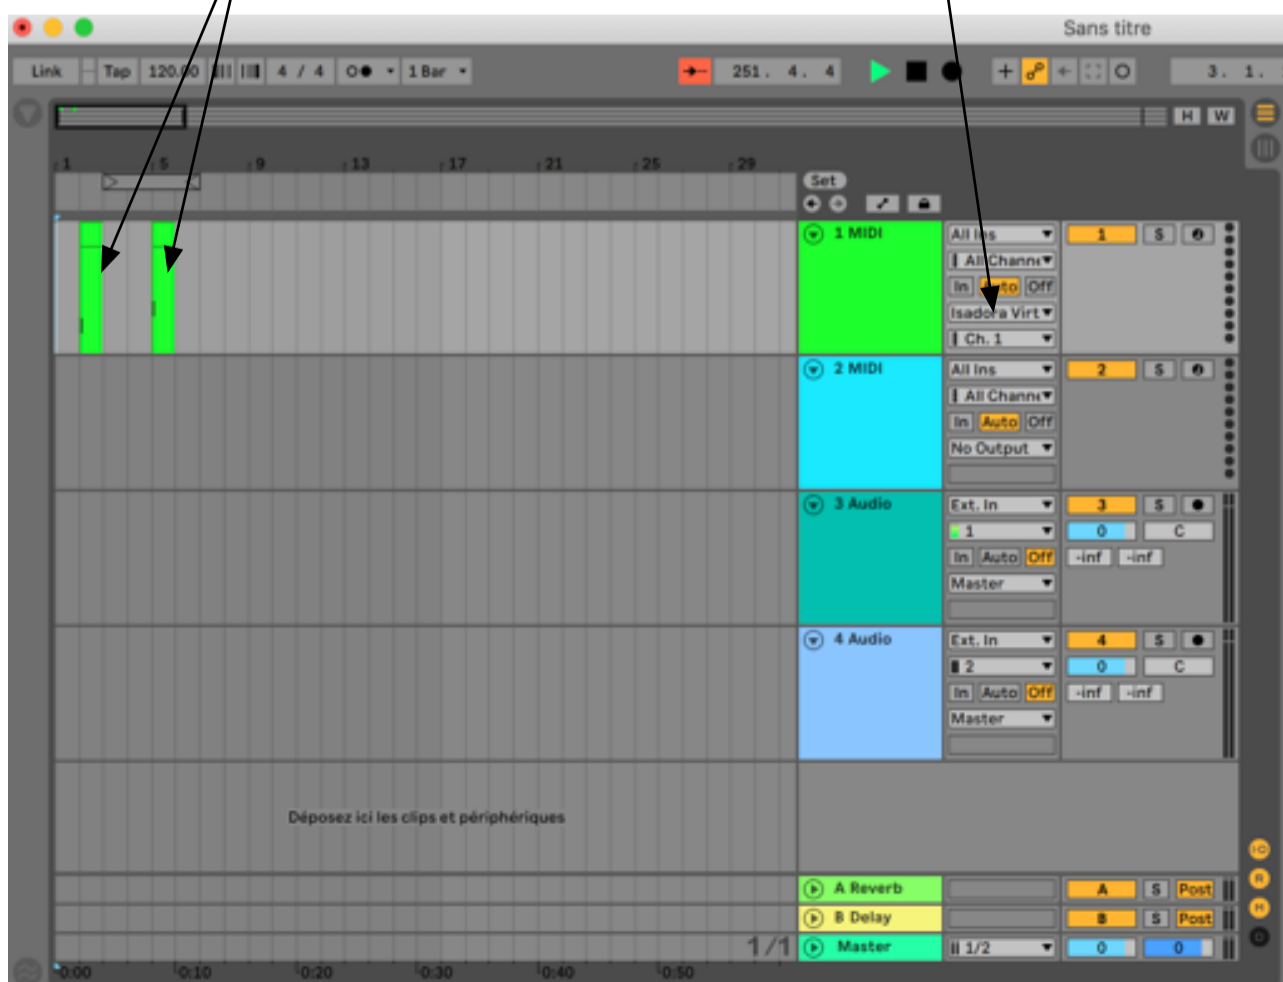 Sans titre
Link Tap 120.00 4 / 4 1 Bar 251. 4. 4 3. 1.
H W
1 5 9 13 17 21 25 29
Set
1 MIDI All Ins 1 S
All Channe
In Auto Off
Isadora Virt
Ch. 1
2 MIDI All Ins 2 S
All Channe
In Auto Off
No Output
3 Audio Ext. In 3 S
1 0 C
In Auto Off -inf -inf
Master
4 Audio Ext. In 4 S
2 0 C
In Auto Off -inf -inf
Master
Déposez ici les clips et périphériques
A Reverb A S Post
B Delay B S Post
1/1 Master 1/2 0 0
0:00 0:10 0:20 0:30 0:40 0:50
I·O
R
M
D